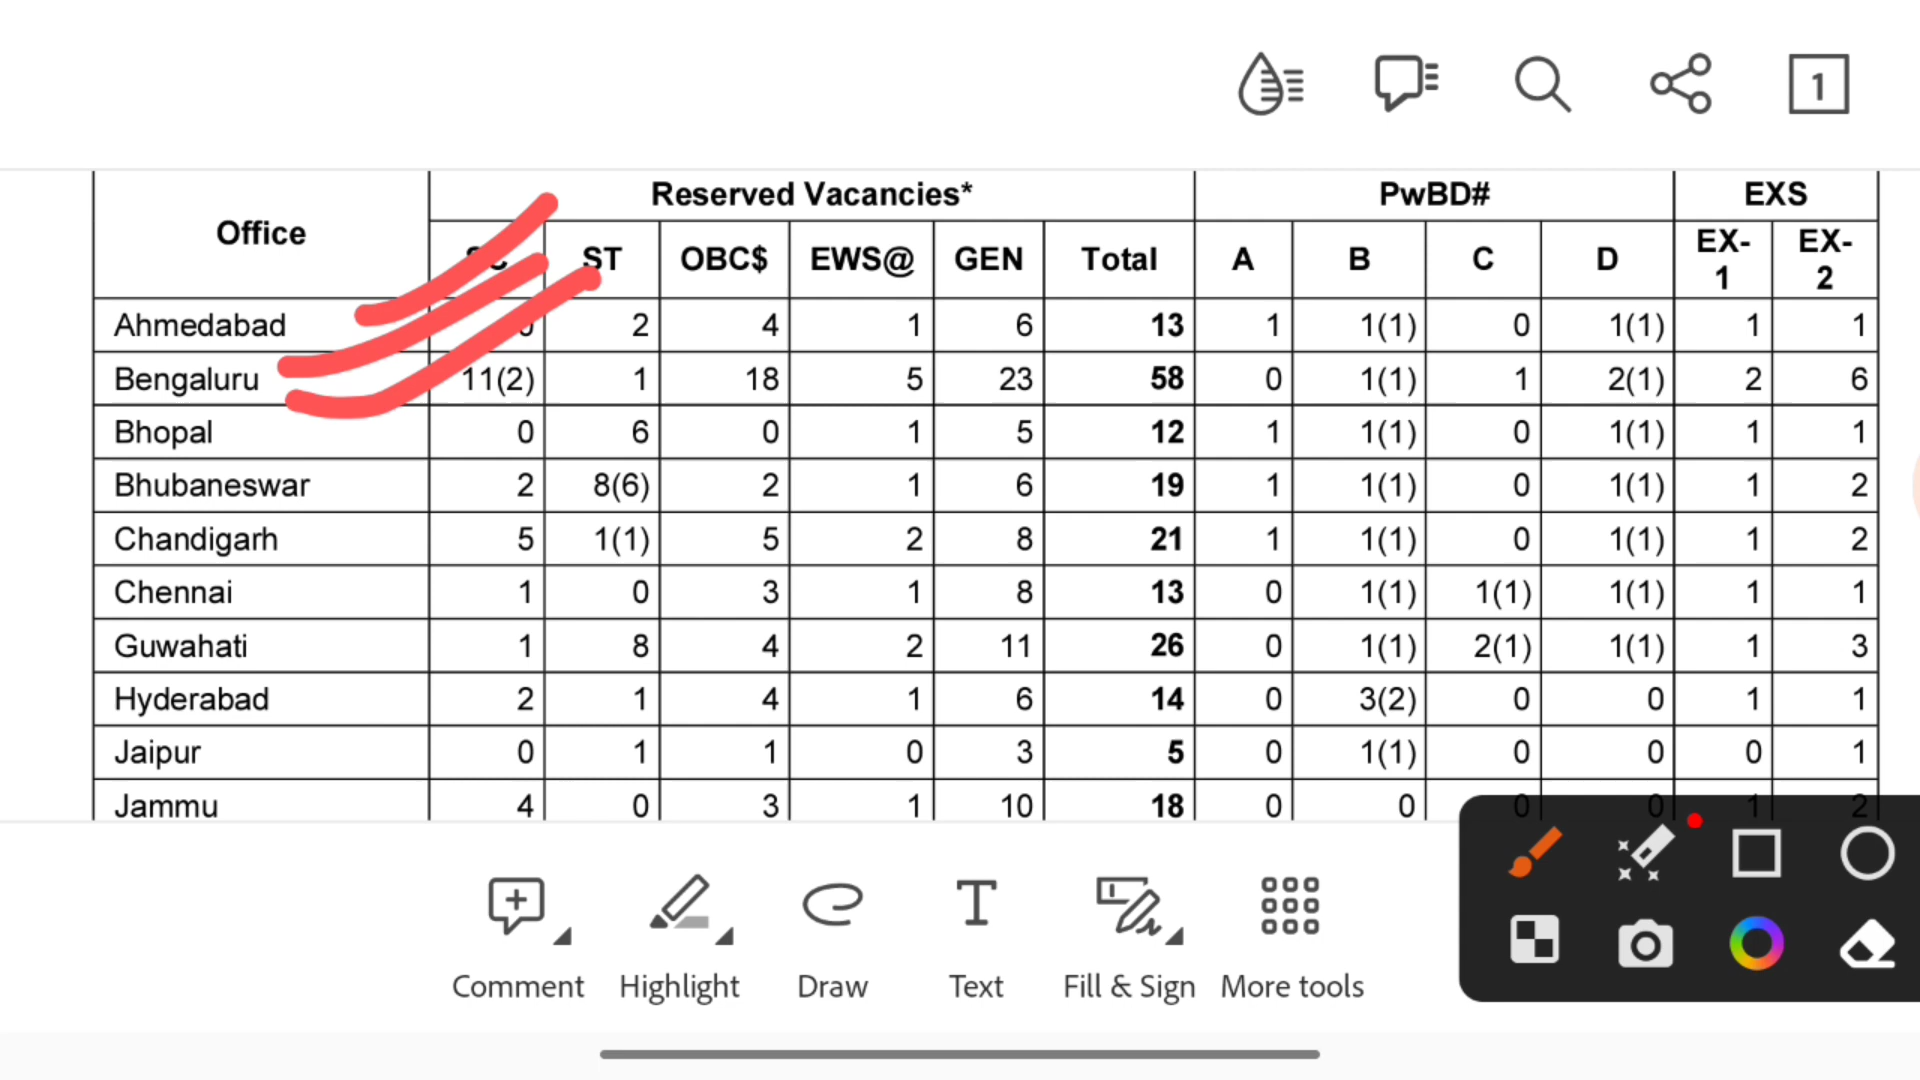 1
Office Reserved Vacancies* PwBD# EXS
ST OBC$ EWS@ GEN Total A B C D EX-1 EX-2
Ahmedabad 2 4 1 6 13 1 1(1) 0 1(1) 1 1
Bengaluru 11(2) 1 18 5 23 58 0 1(1) 1 2(1) 2 6
Bhopal 0 6 0 1 5 12 1 1(1) 0 1(1) 1 1
Bhubaneswar 2 8(6) 2 1 6 19 1 1(1) 0 1(1) 1 2
Chandigarh 5 1(1) 5 2 8 21 1 1(1) 0 1(1) 1 2
Chennai 1 0 3 1 8 13 0 1(1) 1(1) 1(1) 1 1
Guwahati 1 8 4 2 11 26 0 1(1) 2(1) 1(1) 1 3
Hyderabad 2 1 4 1 6 14 0 3(2) 0 0 1 1
Jaipur 0 1 1 0 3 5 0 1(1) 0 0 0 1
Jammu 4 0 3 1 10 18 0 0 0 0 1 2
Comment Highlight Draw Text Fill & Sign More tools